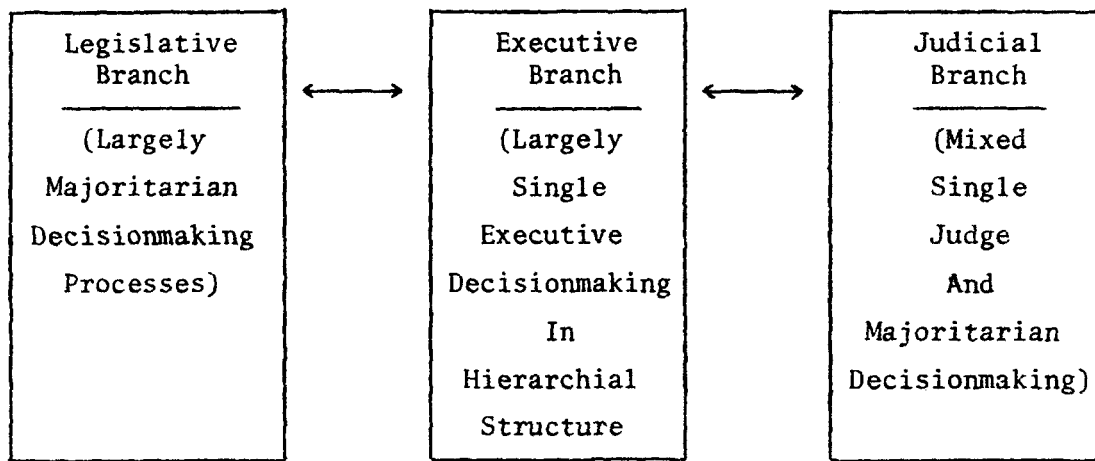 Legislative
Branch
(Largely
Majoritarian
Decisionmaking
Processes)
Executive
Branch
(Largely
Single
Executive
Decisionmaking
In
Hierarchial
Structure
Judicial
Branch
(Mixed
Single
Judge
And
Majoritarian
Decisionmaking)